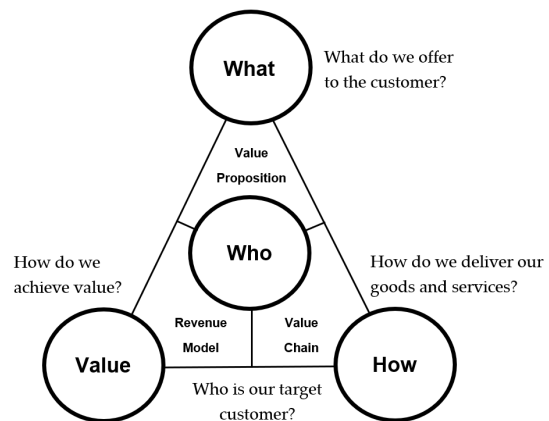 What
What do we offer
to the customer?
Value
Proposition
Who
How do we
achieve value?
How do we deliver our
goods and services?
Revenue
Model
Value
Chain
Value
How
Who is our target
customer?